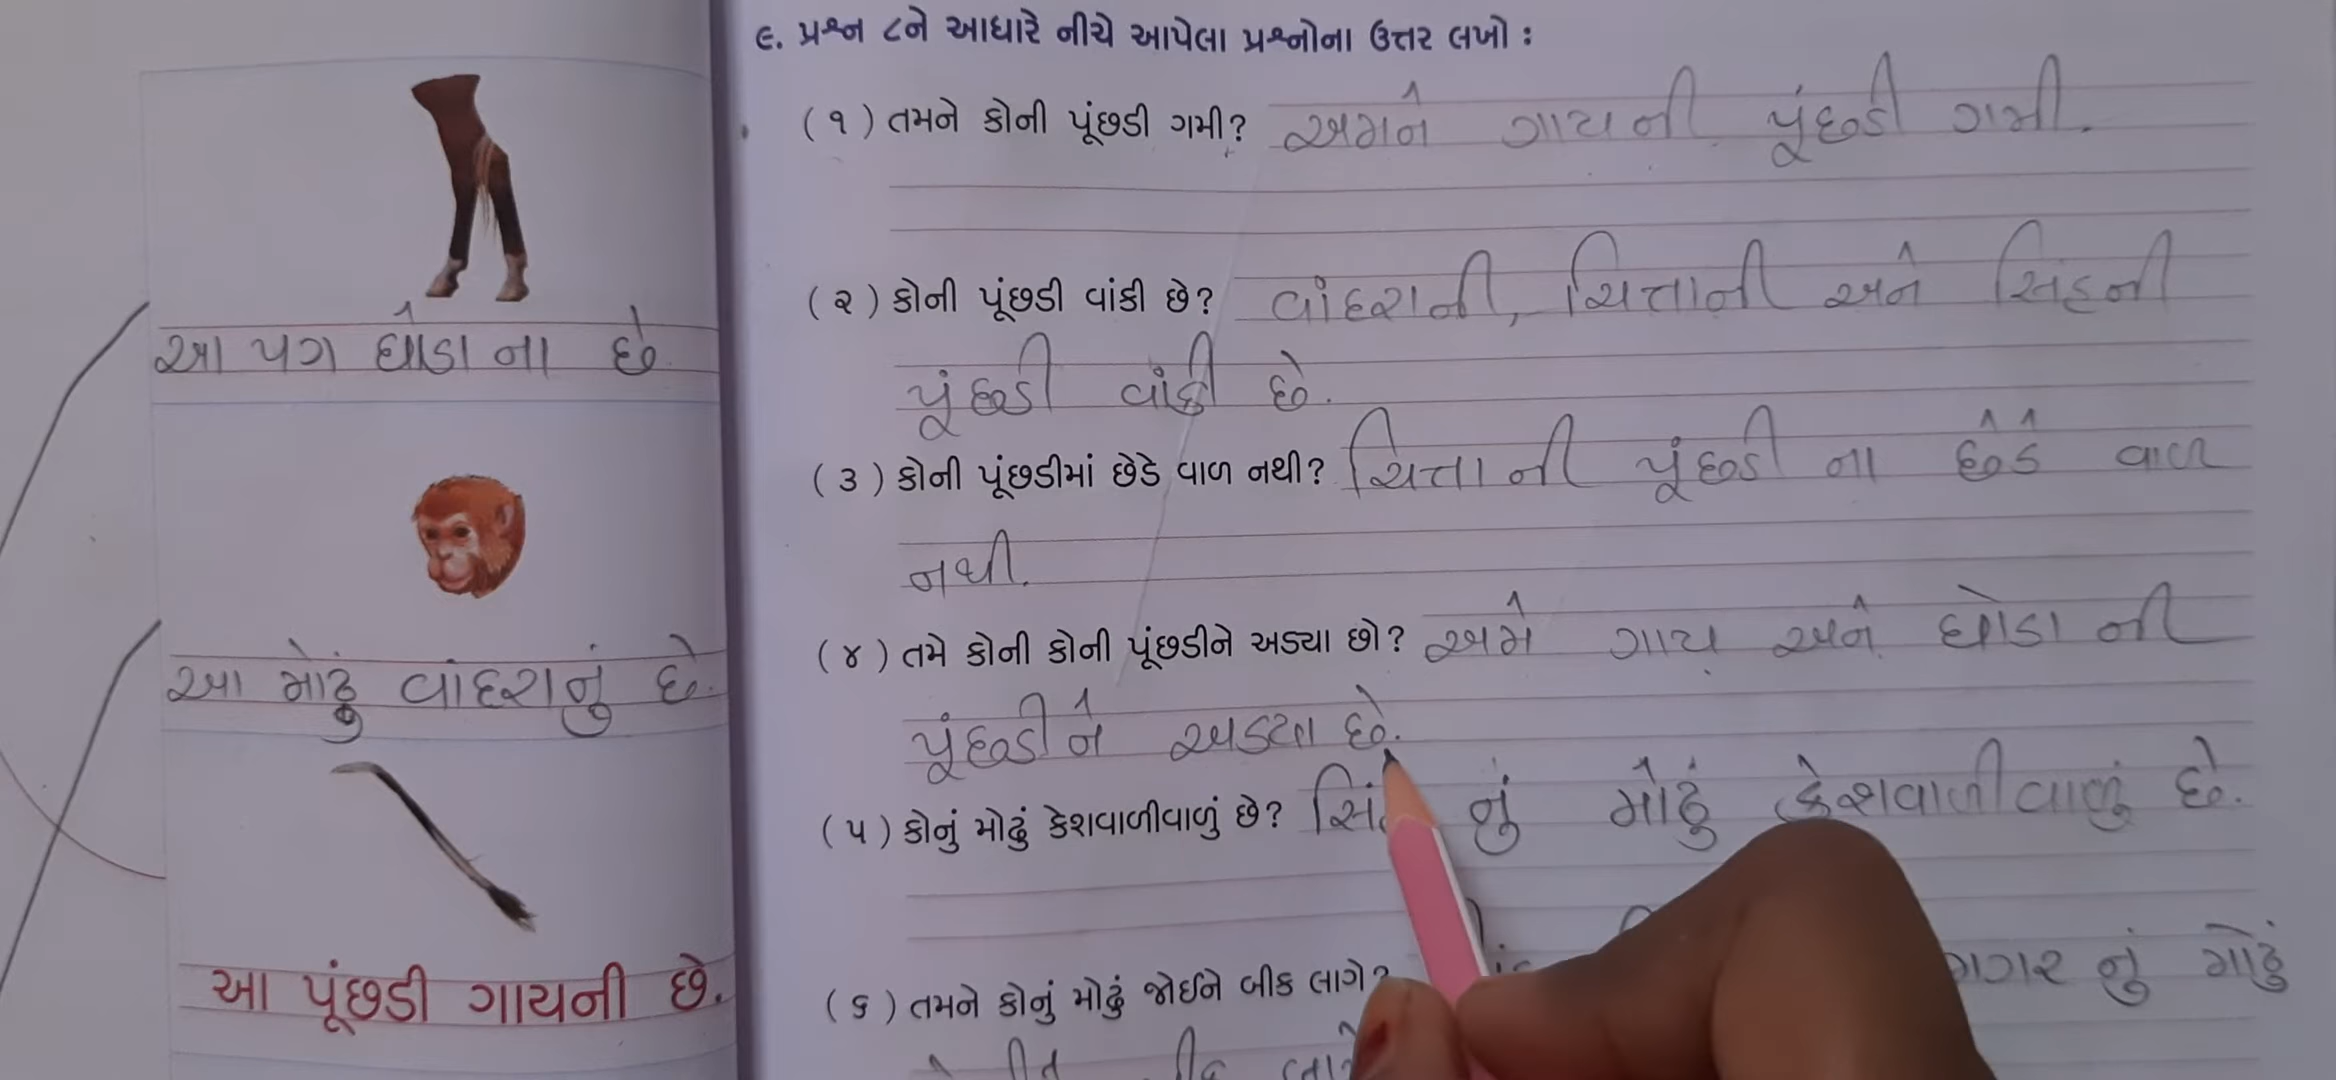 આ પગ ઘોડાના છે
આ મોઢું વાંદરાનું છે.
આ પૂંછડી ગાયની છે.
૯. પ્રશ્ન ૮ને આધારે નીચે આપેલા પ્રશ્નોના ઉત્તર લખો :
(૧) તમને કોની પૂંછડી ગમી? અમને ગાયની પૂંછડી ગમી.
(૨) કોની પૂંછડી વાંકી છે? વાંદરાની, ચિત્તાની અને સિંહની
પૂંછડી વાંકી છે.
(૩) કોની પૂંછડીમાં છેડે વાળ નથી? ચિત્તાની પૂંછડી ના છેડે વાળ
નથી.
(૪) તમે કોની કોની પૂંછડીને અડ્યા છો? અમે ગાય અને ઘોડા ની
પૂંછડીને અડ્યા છે.
(૫) કોનું મોઢું કેશવાળીવાળું છે? નું મોઢું કેશવાળીવાળું છે.
(૬) તમને કોનું મોઢું જોઈને બીક લાગે? મગર નું મોઢું